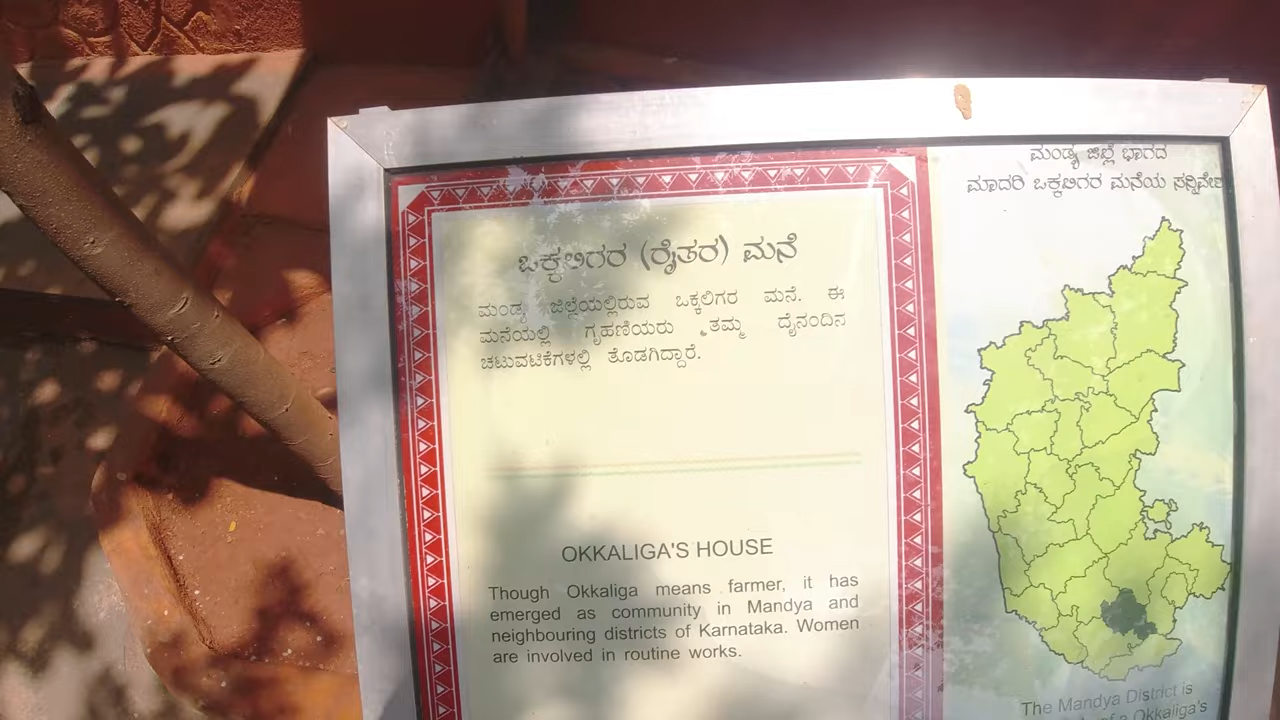 ಒಕ್ಕಲಿಗರ (ರೈತರ) ಮನೆ
ಮಂಡ್ಯ ಜಿಲ್ಲೆಯಲ್ಲಿರುವ ಒಕ್ಕಲಿಗರ ಮನೆ. ಈ
ಮನೆಯಲ್ಲಿ ಗೃಹಣಿಯರು ತಮ್ಮ ದೈನಂದಿನ
ಚಟುವಟಿಕೆಗಳಲ್ಲಿ ತೊಡಗಿದ್ದಾರೆ.
OKKALIGA'S HOUSE
Though Okkaliga means farmer, it has
emerged as community in Mandya and
neighbouring districts of Karnataka. Women
are involved in routine works.
ಮಂಡ್ಯ ಜಿಲ್ಲೆ ಭಾಗದ
ಮಾದರಿ ಒಕ್ಕಲಿಗರ ಮನೆಯ ಸನ್ನಿವೇಶ
The Mandya District is
of a Okkaliga's